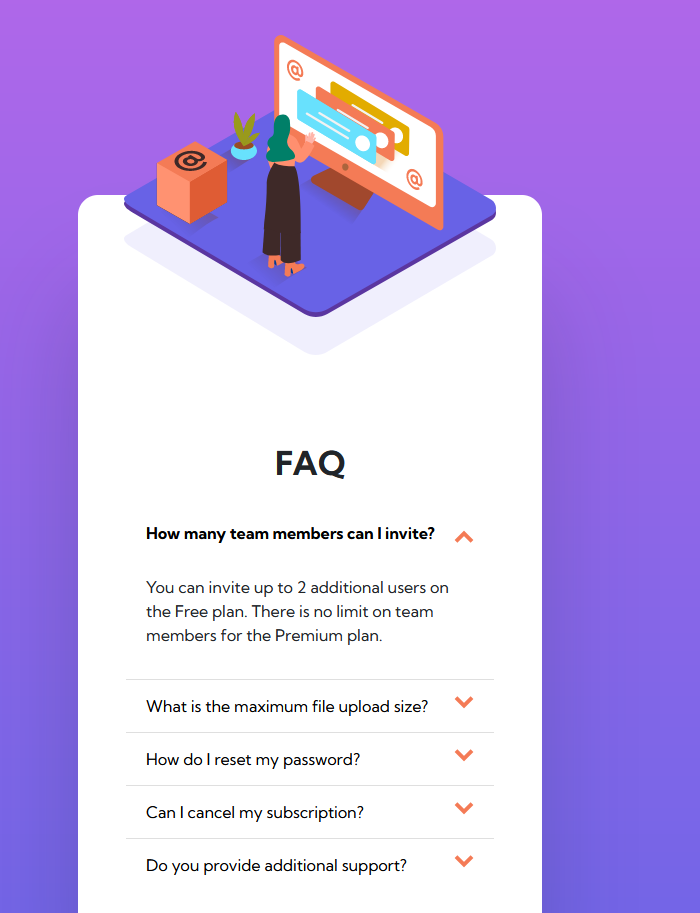 @
@
@
FAQ
How many team members can I invite?
You can invite up to 2 additional users on
the Free plan. There is no limit on team
members for the Premium plan.
What is the maximum file upload size?
How do I reset my password?
Can I cancel my subscription?
Do you provide additional support?